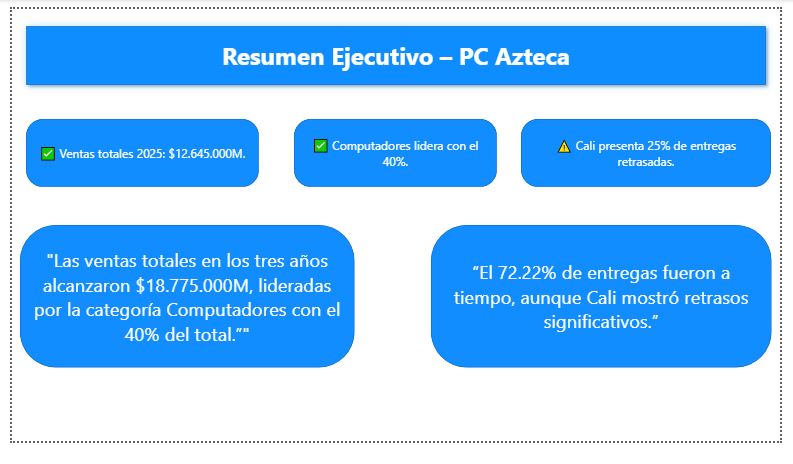 Resumen Ejecutivo – PC Azteca
✅ Ventas totales 2025: $12.645.000M.
✅ Computadores lidera con el
40%.
⚠ Cali presenta 25% de entregas
retrasadas.
"Las ventas totales en los tres años
alcanzaron $18.775.000M, lideradas
por la categoría Computadores con el
40% del total.”"
“El 72.22% de entregas fueron a
tiempo, aunque Cali mostró retrasos
significativos.”